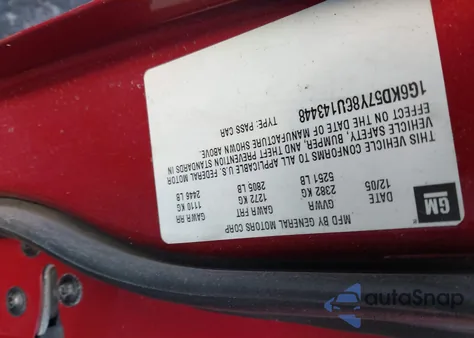 GM
MFD BY GENERAL MOTORS CORP
DATE GVWR GAWR FRT GAWR RR
12/05 2382 KG 1272 KG 1110 KG
5251 LB 2805 LB 2446 LB
THIS VEHICLE CONFORMS TO ALL APPLICABLE U.S. FEDERAL MOTOR
VEHICLE SAFETY, BUMPER, AND THEFT PREVENTION STANDARDS IN
EFFECT ON THE DATE OF MANUFACTURE SHOWN ABOVE.
1G6KD57Y86U143448 TYPE: PASS CAR
autoSnap